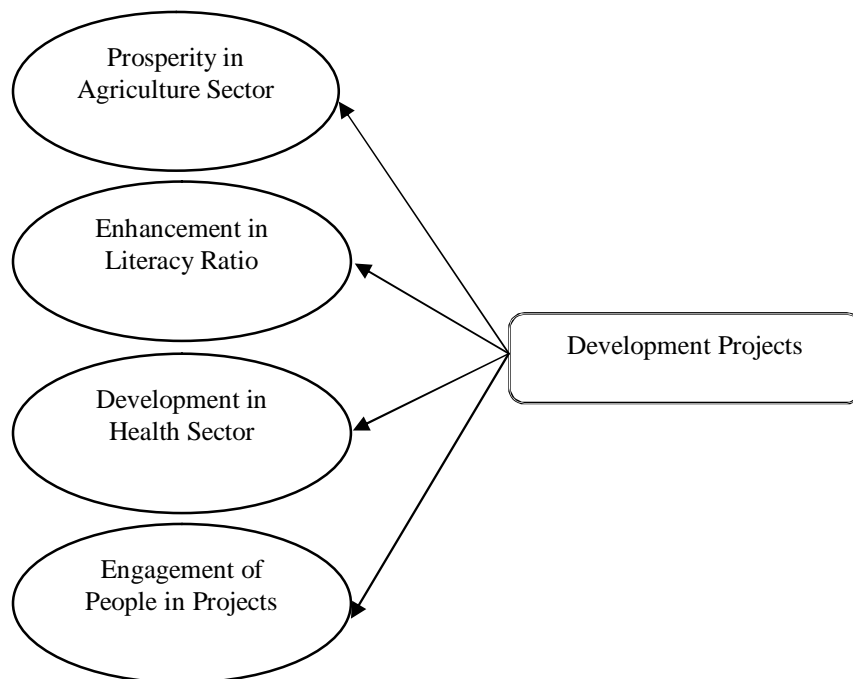 Prosperity in
Agriculture Sector
Enhancement in
Literacy Ratio
Development Projects
Development in
Health Sector
Engagement of
People in Projects